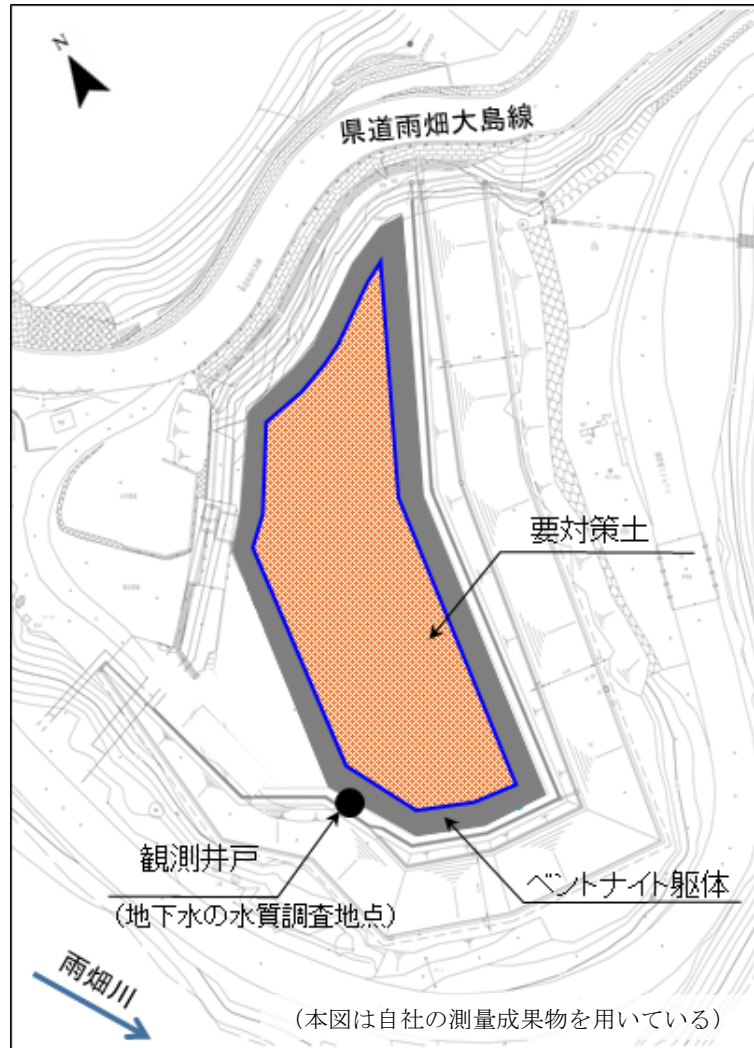 N
県道雨畑大島線
要対策土
観測井戸
(地下水の水質調査地点)
ベントナイト躯体
雨畑川
(本図は自社の測量成果物を用いている)